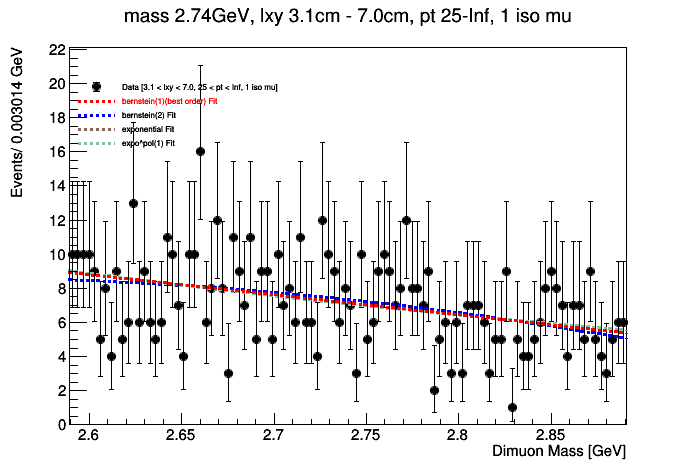 mass 2.74GeV, lxy 3.1cm - 7.0cm, pt 25-Inf, 1 iso mu
Events/ 0.003014 GeV
22
20
18
16
14
12
10
8
6
4
2
0
Data [3.1 < lxy < 7.0, 25 < pt < Inf, 1 iso mu]
bernstein(1)(best order) Fit
bernstein(2) Fit
exponential Fit
expo*pol(1) Fit
2.6 2.65 2.7 2.75 2.8 2.85
Dimuon Mass [GeV]